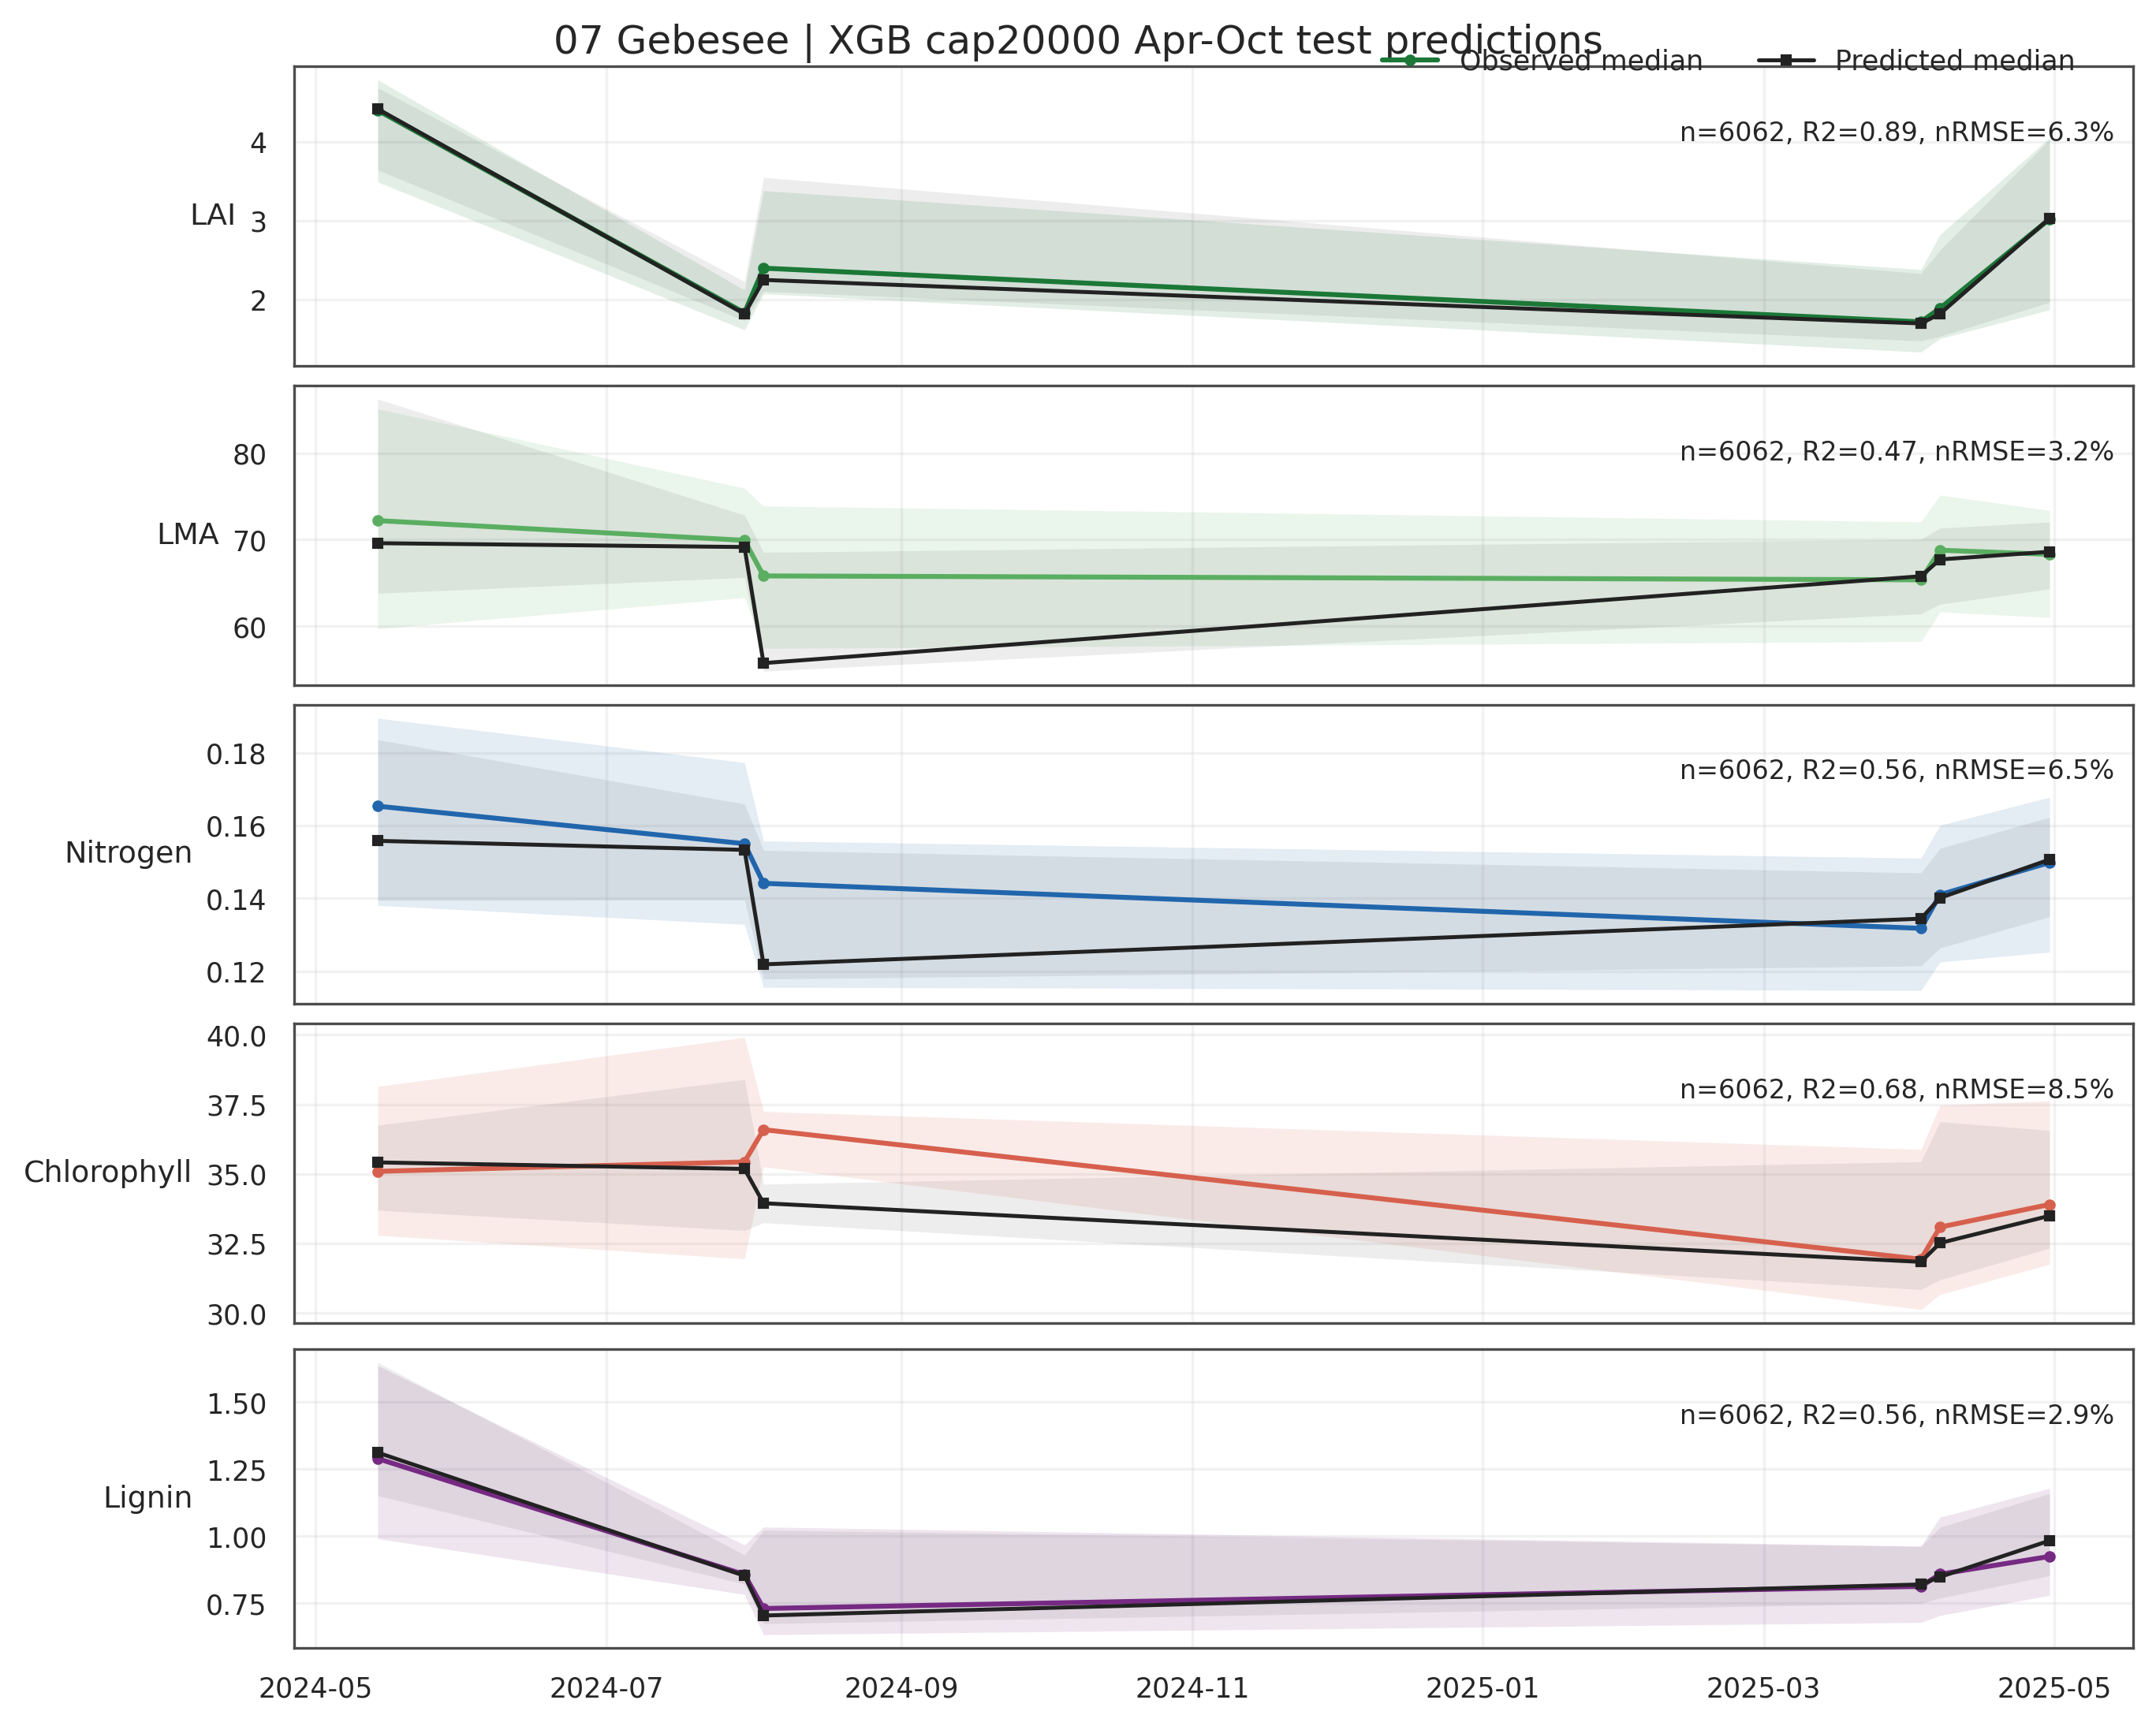 07 Gebesee | XGB cap20000 Apr-Oct test predictions
Observed median
Predicted median
n=6062, R2=0.89, nRMSE=6.3%
LAI
4
3
2
n=6062, R2=0.47, nRMSE=3.2%
LMA
80
70
60
n=6062, R2=0.56, nRMSE=6.5%
Nitrogen
0.18
0.16
0.14
0.12
n=6062, R2=0.68, nRMSE=8.5%
Chlorophyll
40.0
37.5
35.0
32.5
30.0
n=6062, R2=0.56, nRMSE=2.9%
Lignin
1.50
1.25
1.00
0.75
2024-05 2024-07 2024-09 2024-11 2025-01 2025-03 2025-05